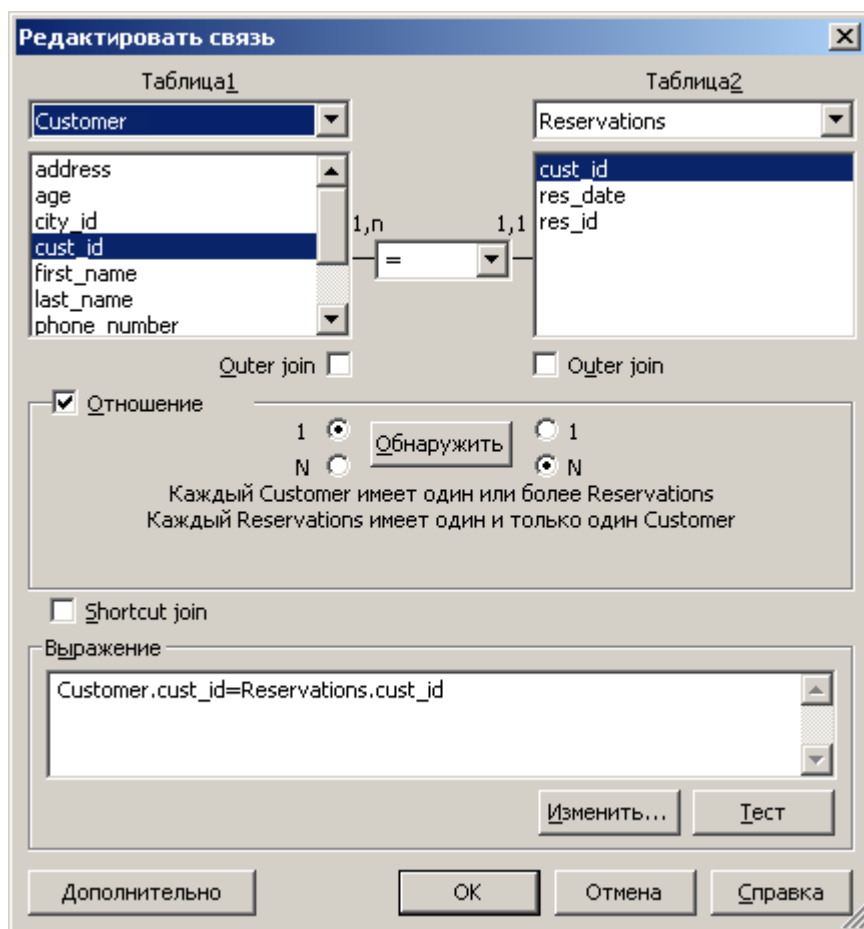 Редактировать связь
Таблица1 Таблица2
Customer Reservations
address cust_id
age res_date
city_id 1,n 1,1 res_id
cust_id =
first_name
last_name
phone_number
Outer join Outer join
Отношение
1 Обнаружить 1
N N
Каждый Customer имеет один или более Reservations
Каждый Reservations имеет один и только один Customer
Shortcut join
Выражение
Customer.cust_id=Reservations.cust_id
Изменить... Тест
Дополнительно OK Отмена Справка